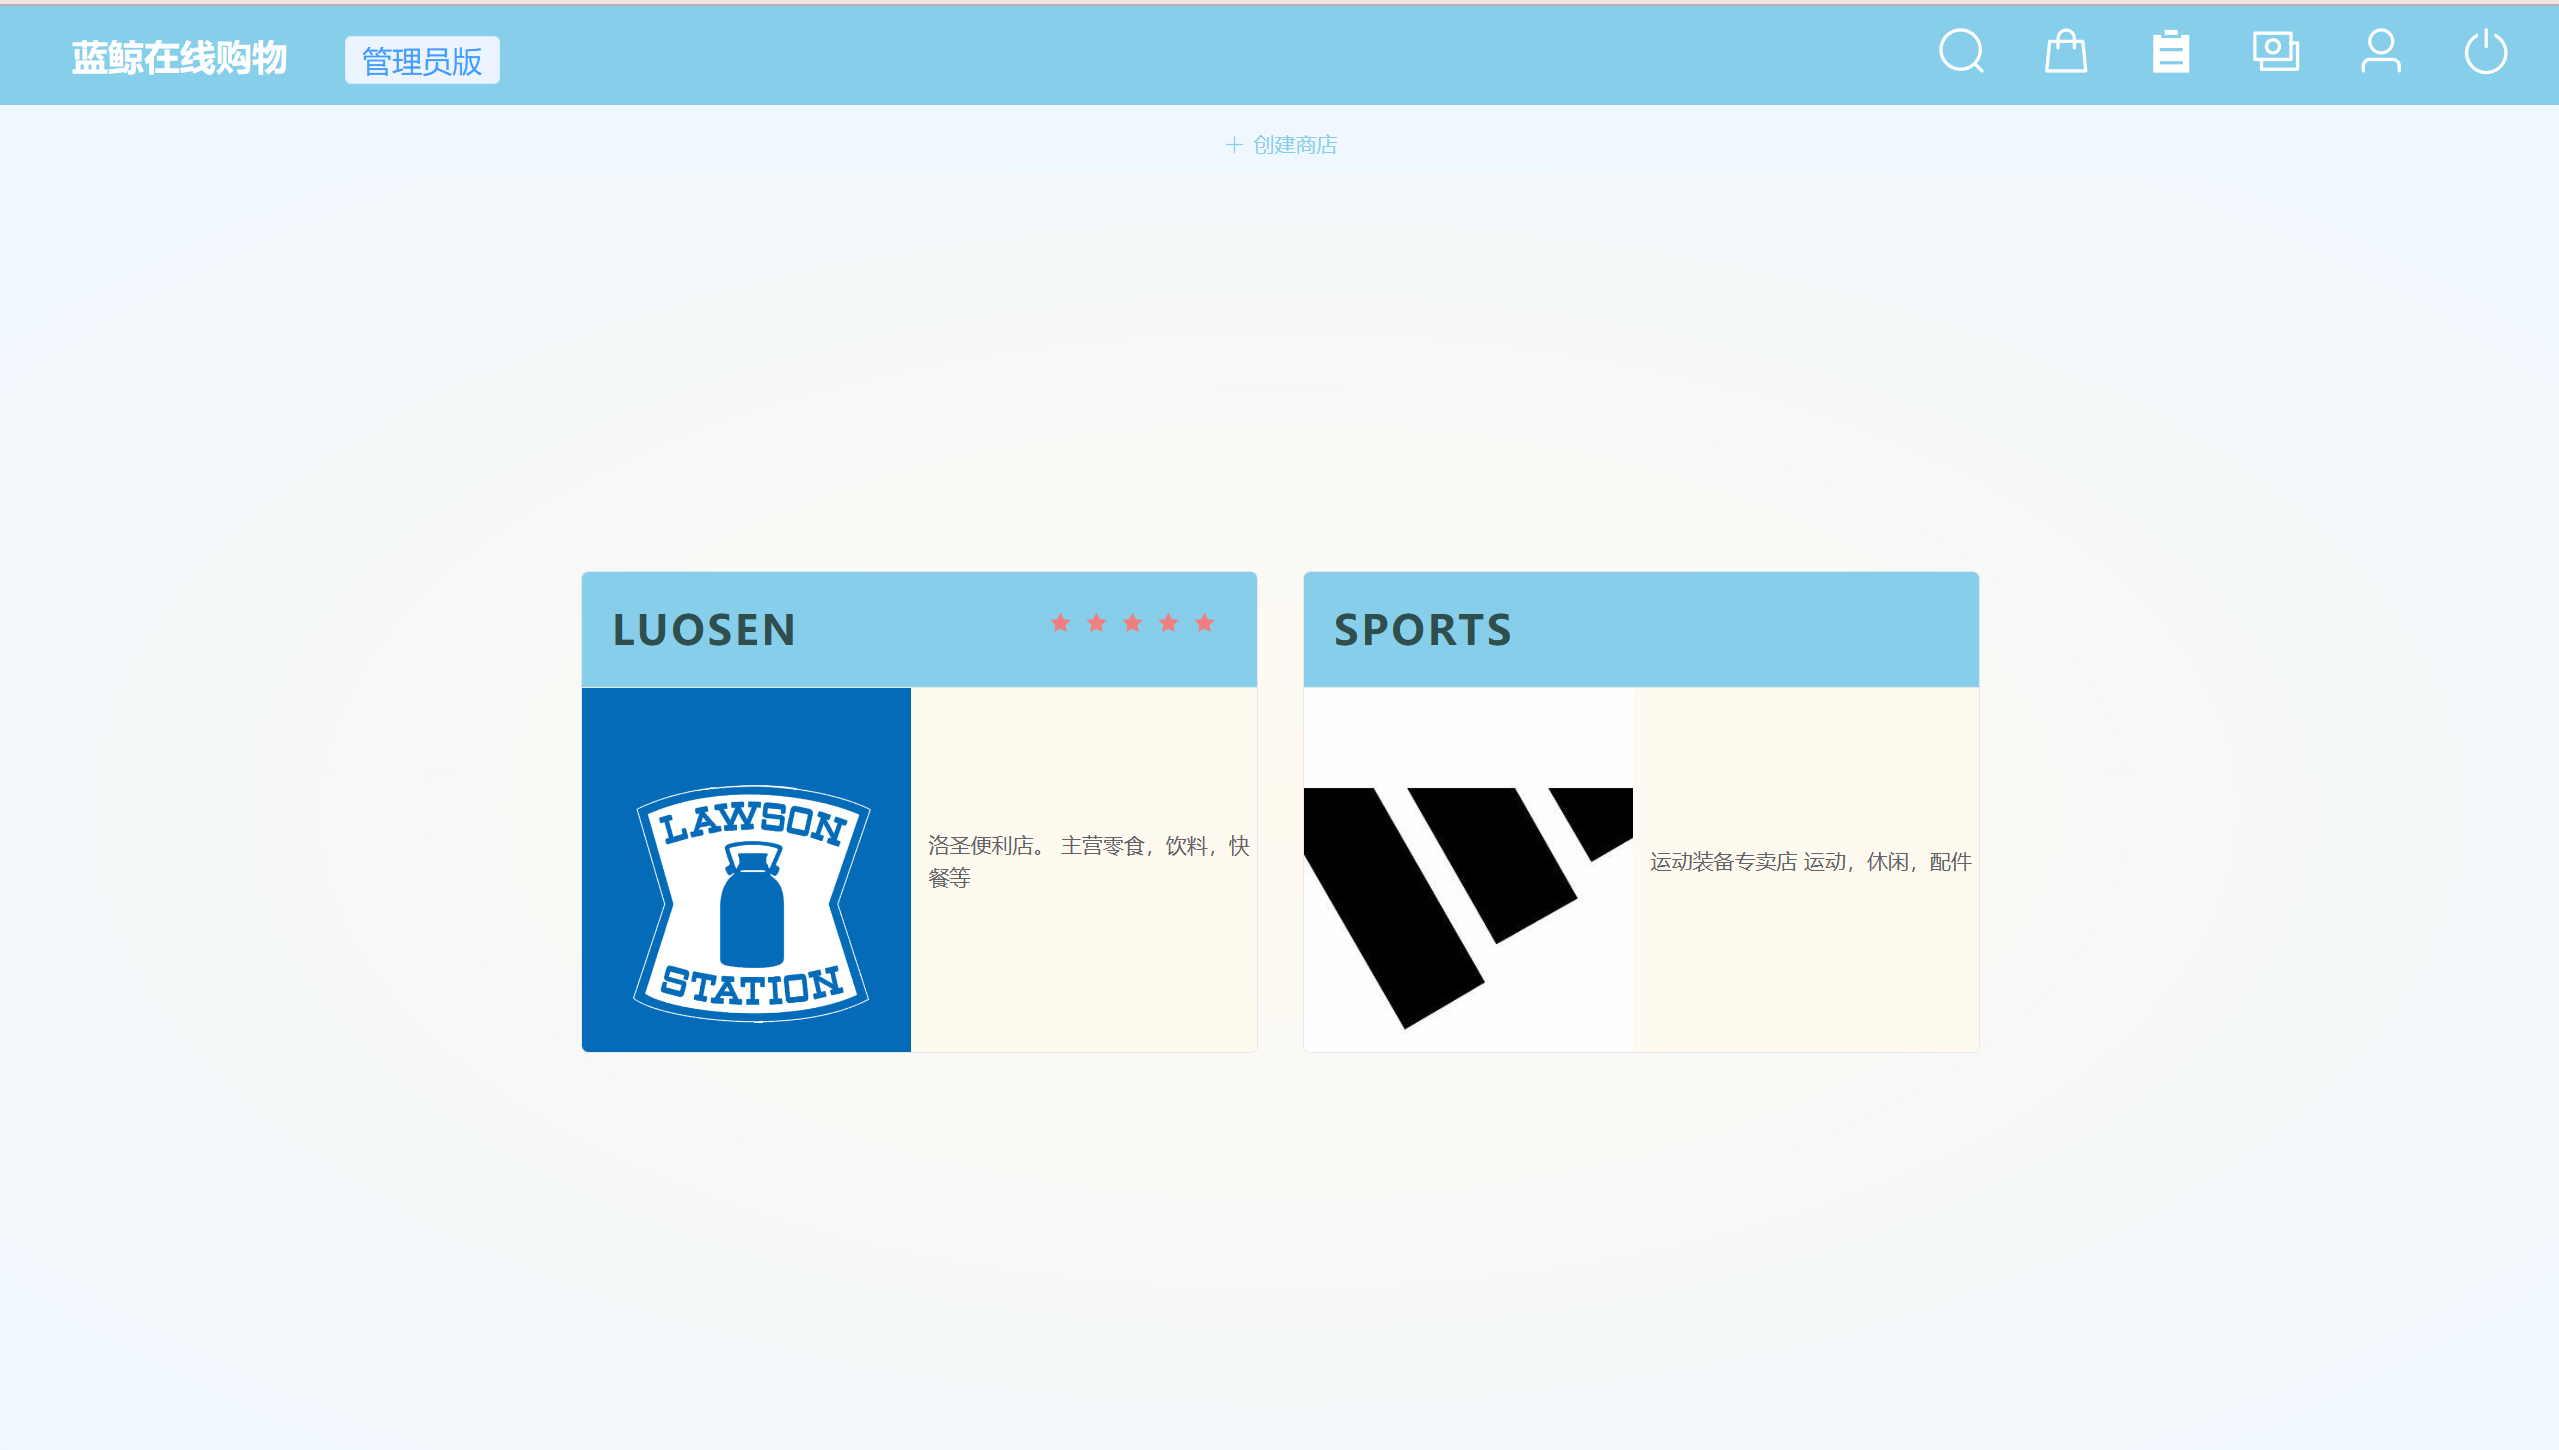 蓝鲸在线购物
管理员版
创建商店
LUOSEN
LAWSON
STATION
洛圣便利店。 主营零食，饮料，快
餐等
SPORTS
运动装备专卖店 运动，休闲，配件